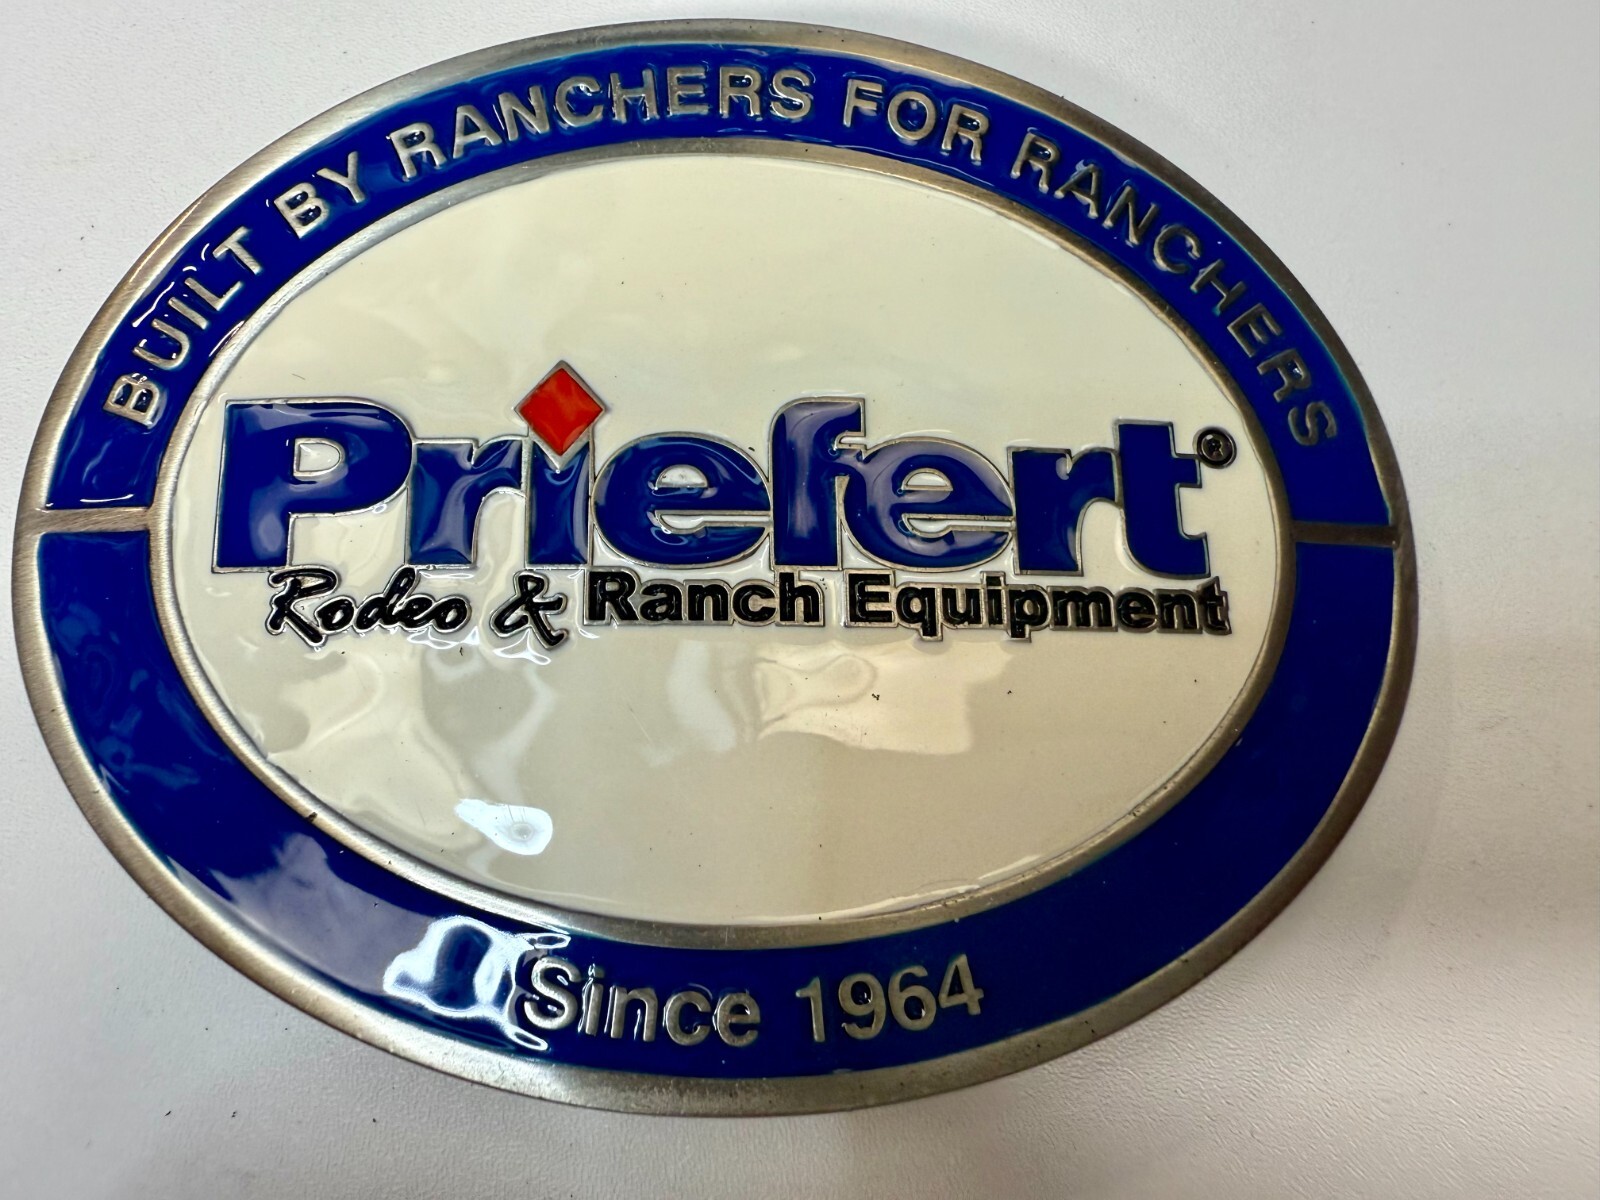 BUILT BY RANCHERS FOR RANCHERS
Priefert®
Rodeo & Ranch Equipment
Since 1964